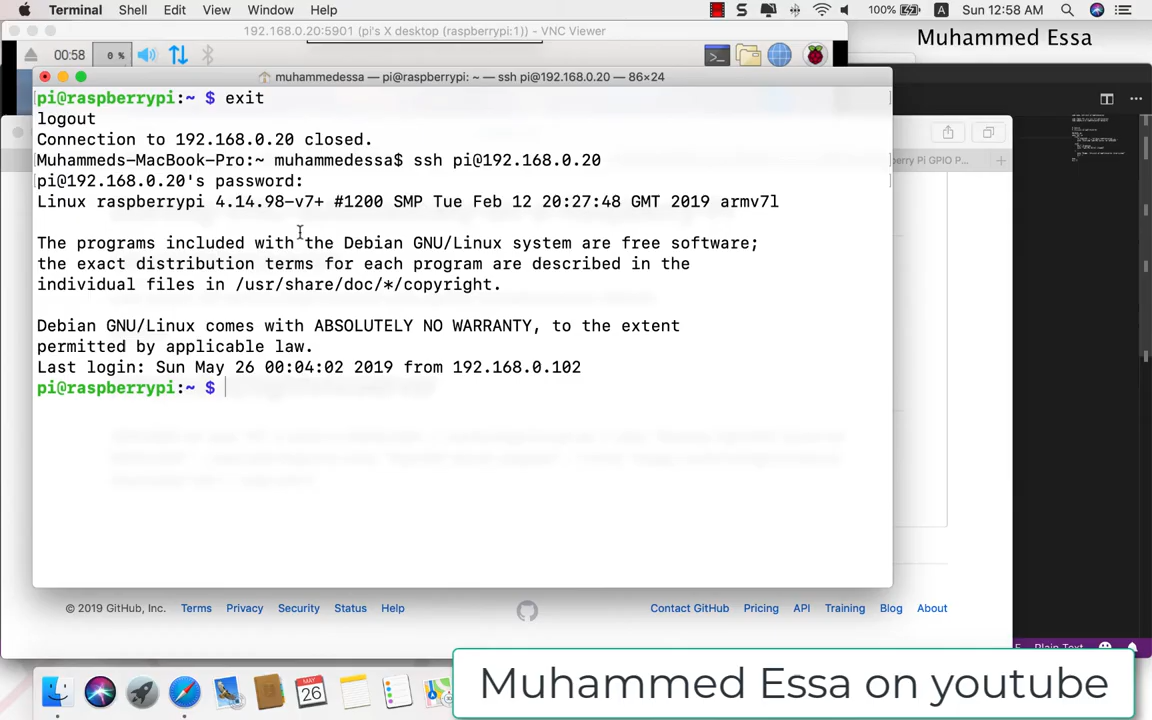 Terminal Shell Edit View Window Help 100% A Sun 12:58 AM
192.168.0.20:5901 (pi's X desktop (raspberrypi:1)) - VNC Viewer
Muhammed Essa
00:58 0 %
muhammedessa — pi@raspberrypi: ~ — ssh pi@192.168.0.20 — 86×24
pi@raspberrypi:~ $ exit
logout
Connection to 192.168.0.20 closed.
Muhammeds-MacBook-Pro:~ muhammedessa$ ssh pi@192.168.0.20
erry Pi GPIO P...
pi@192.168.0.20's password:
Linux raspberrypi 4.14.98-v7+ #1200 SMP Tue Feb 12 20:27:48 GMT 2019 armv7l
The programs included with the Debian GNU/Linux system are free software;
the exact distribution terms for each program are described in the
individual files in /usr/share/doc/*/copyright.
Debian GNU/Linux comes with ABSOLUTELY NO WARRANTY, to the extent
permitted by applicable law.
Last login: Sun May 26 00:04:02 2019 from 192.168.0.102
pi@raspberrypi:~ $
© 2019 GitHub, Inc. Terms Privacy Security Status Help Contact GitHub Pricing API Training Blog About
Plain Text
MAY
26
Muhammed Essa on youtube